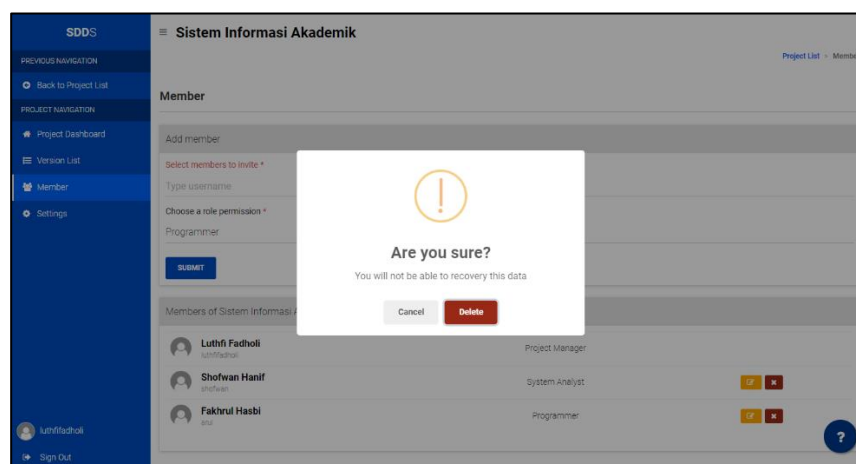 SDDS
PREVIOUS NAVIGATION
Back to Project List
PROJECT NAVIGATION
Project Dashboard
Version List
Member
Settings
luthfifadholi
Sign Out
Sistem Informasi Akademik
Project List
Member
Add member
Select members to Invite *
Type username
Choose a role permission *
Programmer
SUBMIT
Members of Sistem Informasi
Luthfi Fadholi
luthfifadholi
Project Manager
Shofwan Hanif
shofwan
System Analyst
Fakhrul Hasbi
arul
Programmer
!
Are you sure?
You will not be able to recovery this data
Cancel
Delete
?